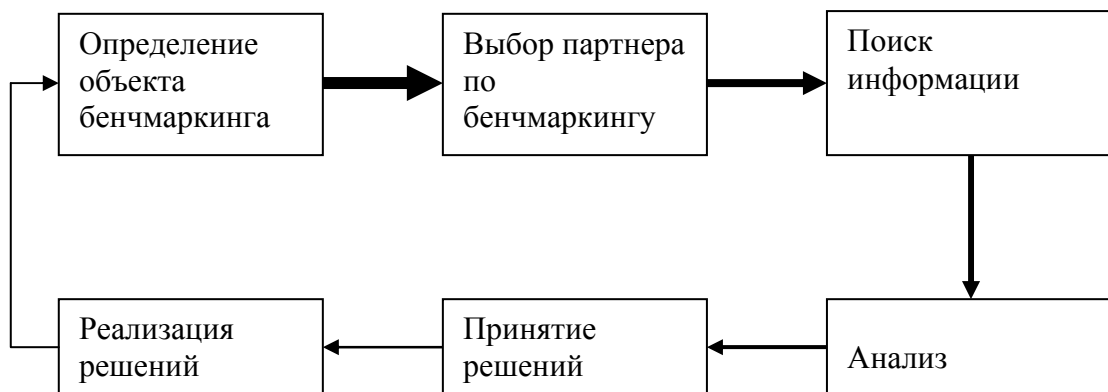 Определение
объекта
бенчмаркинга
Выбор партнера
по
бенчмаркингу
Поиск
информации
Анализ
Принятие
решений
Реализация
решений